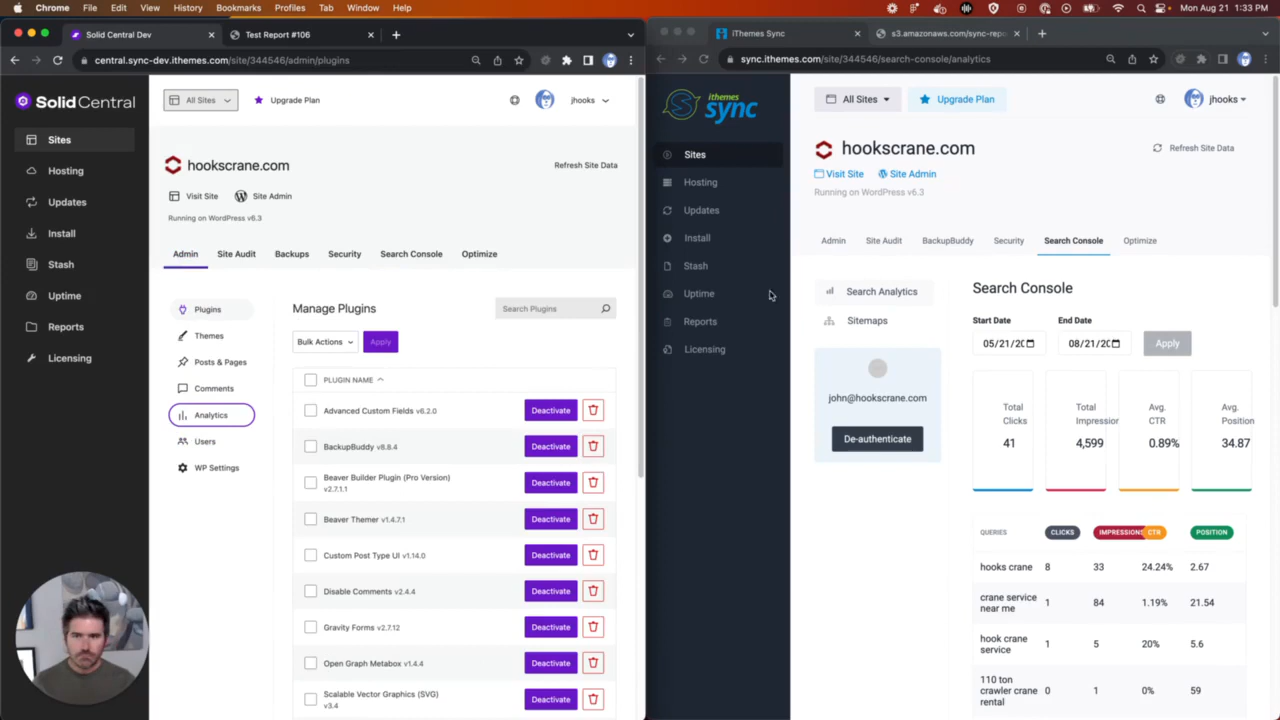 Chrome File Edit View History Bookmarks Profiles Tab Window Help
Mon Aug 21 1:33 PM
Solid Central Dev
Test Report #106
central.sync-dev.ithemes.com/site/344546/admin/plugins
Solid Central
Sites
Hosting
Updates
Install
Stash
Uptime
Reports
Licensing
All Sites
Upgrade Plan
jhooks
hookscrane.com
Refresh Site Data
Visit Site
Site Admin
Running on WordPress v6.3
Admin
Site Audit
Backups
Security
Search Console
Optimize
Plugins
Themes
Posts & Pages
Comments
Analytics
Users
WP Settings
Manage Plugins
Search Plugins
Bulk Actions
Apply
PLUGIN NAME
Advanced Custom Fields v6.2.0
Deactivate
BackupBuddy v8.8.4
Deactivate
Beaver Builder Plugin (Pro Version)
v2.7.1.1
Deactivate
Beaver Themer v1.4.7.1
Deactivate
Custom Post Type UI v1.14.0
Deactivate
Disable Comments v2.4.4
Deactivate
Gravity Forms v2.7.12
Deactivate
Open Graph Metabox v1.4.4
Deactivate
Scalable Vector Graphics (SVG)
v3.4
Deactivate
iThemes Sync
s3.amazonaws.com/sync-repo
sync.ithemes.com/site/344546/search-console/analytics
iThemes
sync
Sites
Hosting
Updates
Install
Stash
Uptime
Reports
Licensing
All Sites
Upgrade Plan
jhooks
hookscrane.com
Refresh Site Data
Visit Site
Site Admin
Running on WordPress v6.3
Admin
Site Audit
BackupBuddy
Security
Search Console
Optimize
Search Analytics
Sitemaps
john@hookscrane.com
De-authenticate
Search Console
Start Date
End Date
05/21/20
08/21/20
Apply
Total
Clicks
41
Total
Impression
4,599
Avg.
CTR
0.89%
Avg.
Position
34.87
QUERIES
CLICKS
IMPRESSIONS
CTR
POSITION
hooks crane 8 33 24.24% 2.67
crane service
near me
1 84 1.19% 21.54
hook crane
service
1 5 20% 5.6
110 ton
crawler crane
rental
0 1 0% 59